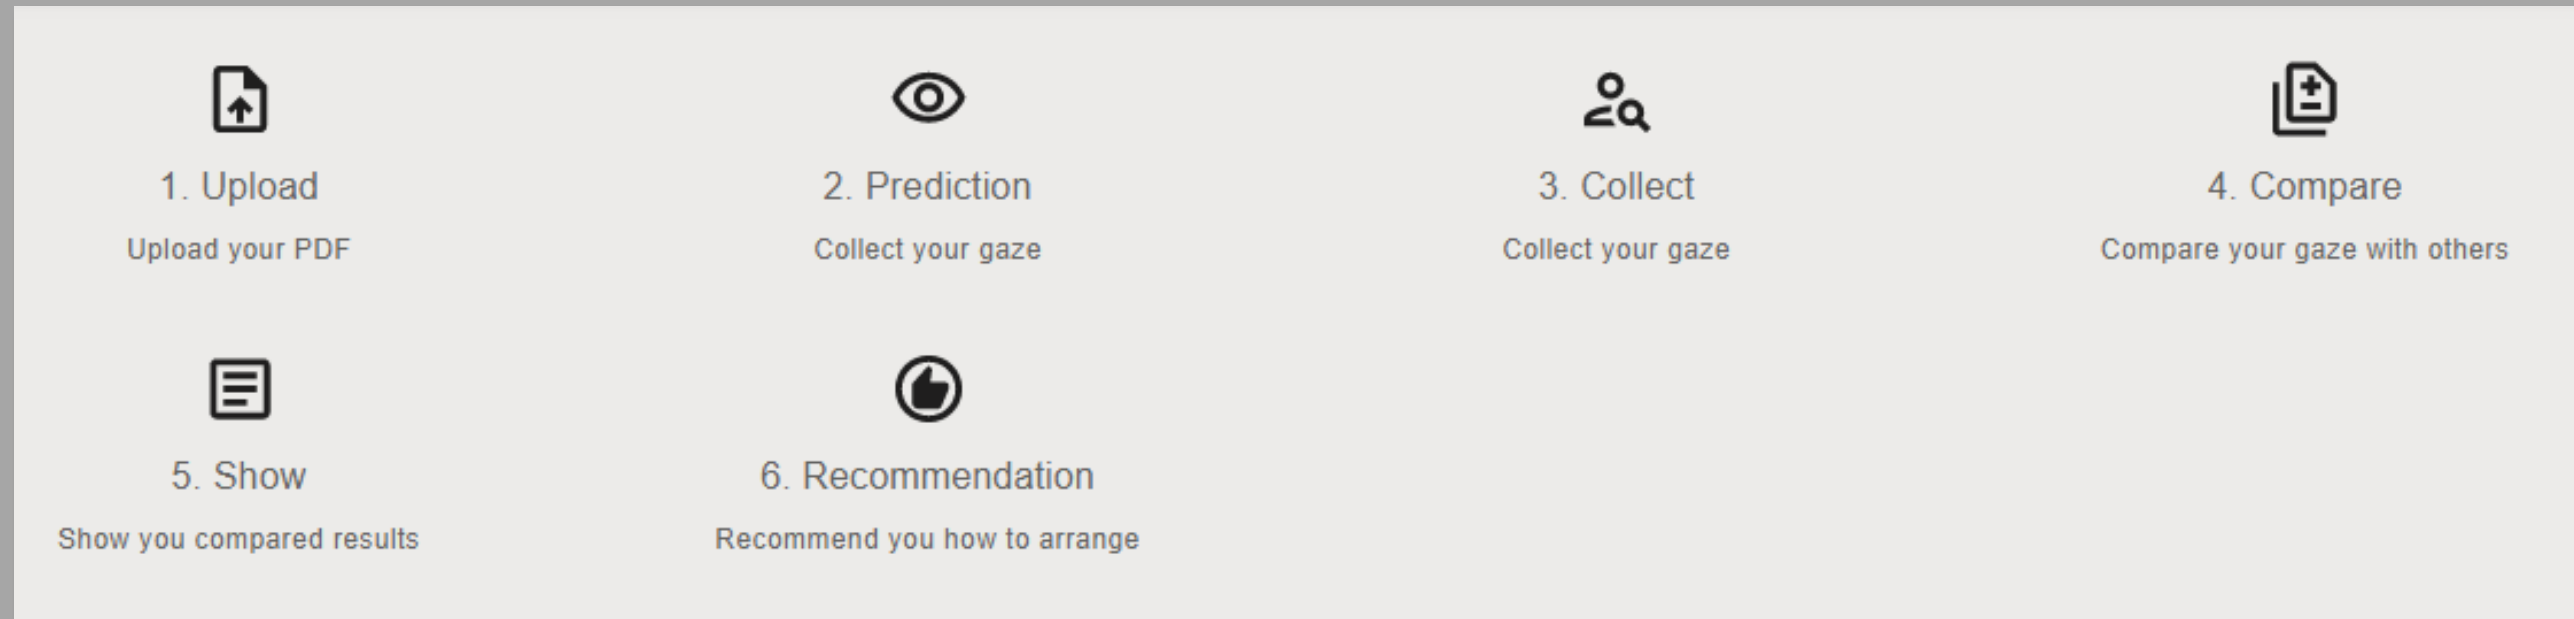 1. Upload
Upload your PDF
2. Prediction
Collect your gaze
3. Collect
Collect your gaze
4. Compare
Compare your gaze with others
5. Show
Show you compared results
6. Recommendation
Recommend you how to arrange